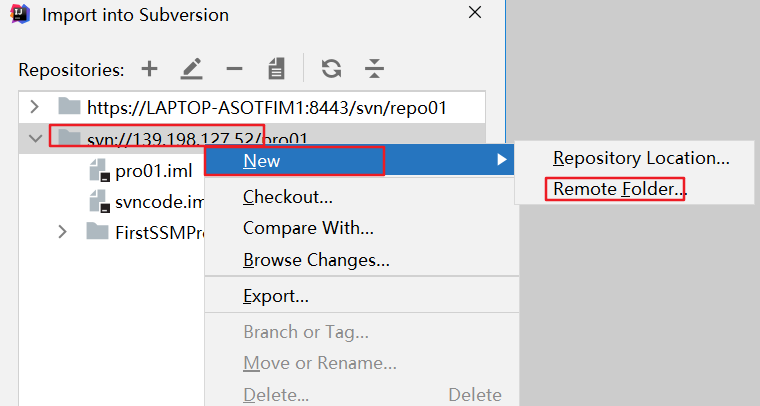 Import into Subversion
Repositories:
https://LAPTOP-ASOTFIM1:8443/svn/repo01
svn://139.198.127.52/pro01
pro01.iml
svncode.im
FirstSSMPr
New
Checkout...
Compare With...
Browse Changes...
Export...
Branch or Tag...
Move or Rename...
Delete... Delete
Repository Location...
Remote Folder...